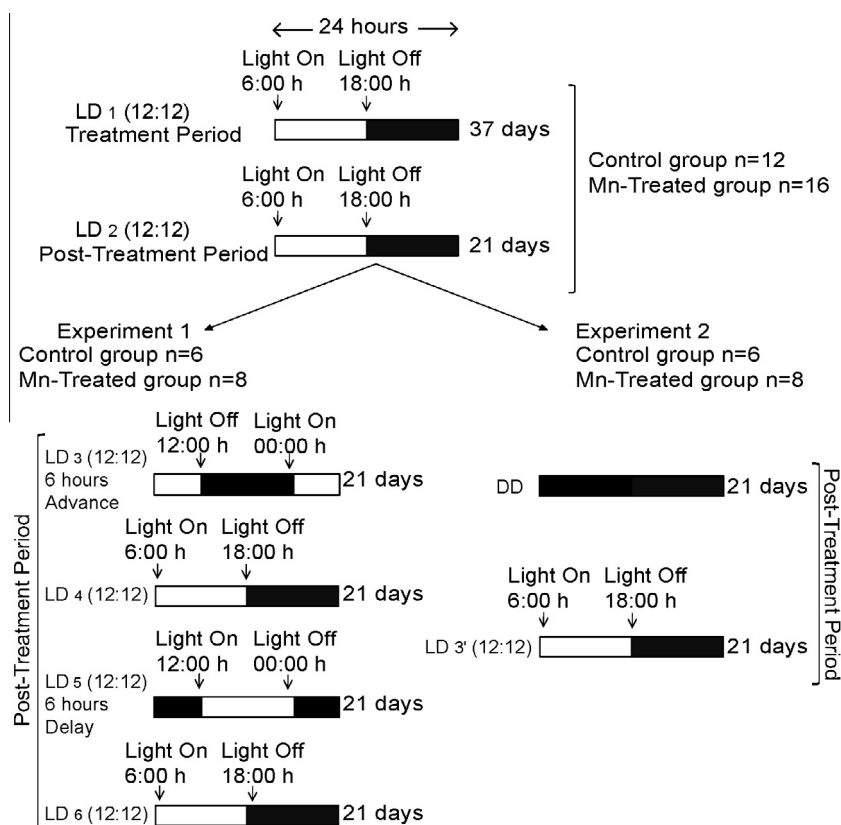 24 hours
Light On Light Off
6:00 h 18:00 h
LD 1 (12:12)
Treatment Period
37 days
Light On Light Off
6:00 h 18:00 h
LD 2 (12:12)
Post-Treatment Period
21 days
Control group n=12
Mn-Treated group n=16
Experiment 1
Control group n=6
Mn-Treated group n=8
Experiment 2
Control group n=6
Mn-Treated group n=8
Post-Treatment Period
Light Off Light On
12:00 h 00:00 h
LD 3 (12:12)
6 hours
Advance
21 days
Light On Light Off
6:00 h 18:00 h
LD 4 (12:12)
21 days
Light On Light Off
12:00 h 00:00 h
LD 5 (12:12)
6 hours
Delay
21 days
Light On Light Off
6:00 h 18:00 h
LD 6 (12:12)
21 days
DD
21 days
Light On Light Off
6:00 h 18:00 h
LD 3' (12:12)
21 days
Post-Treatment Period